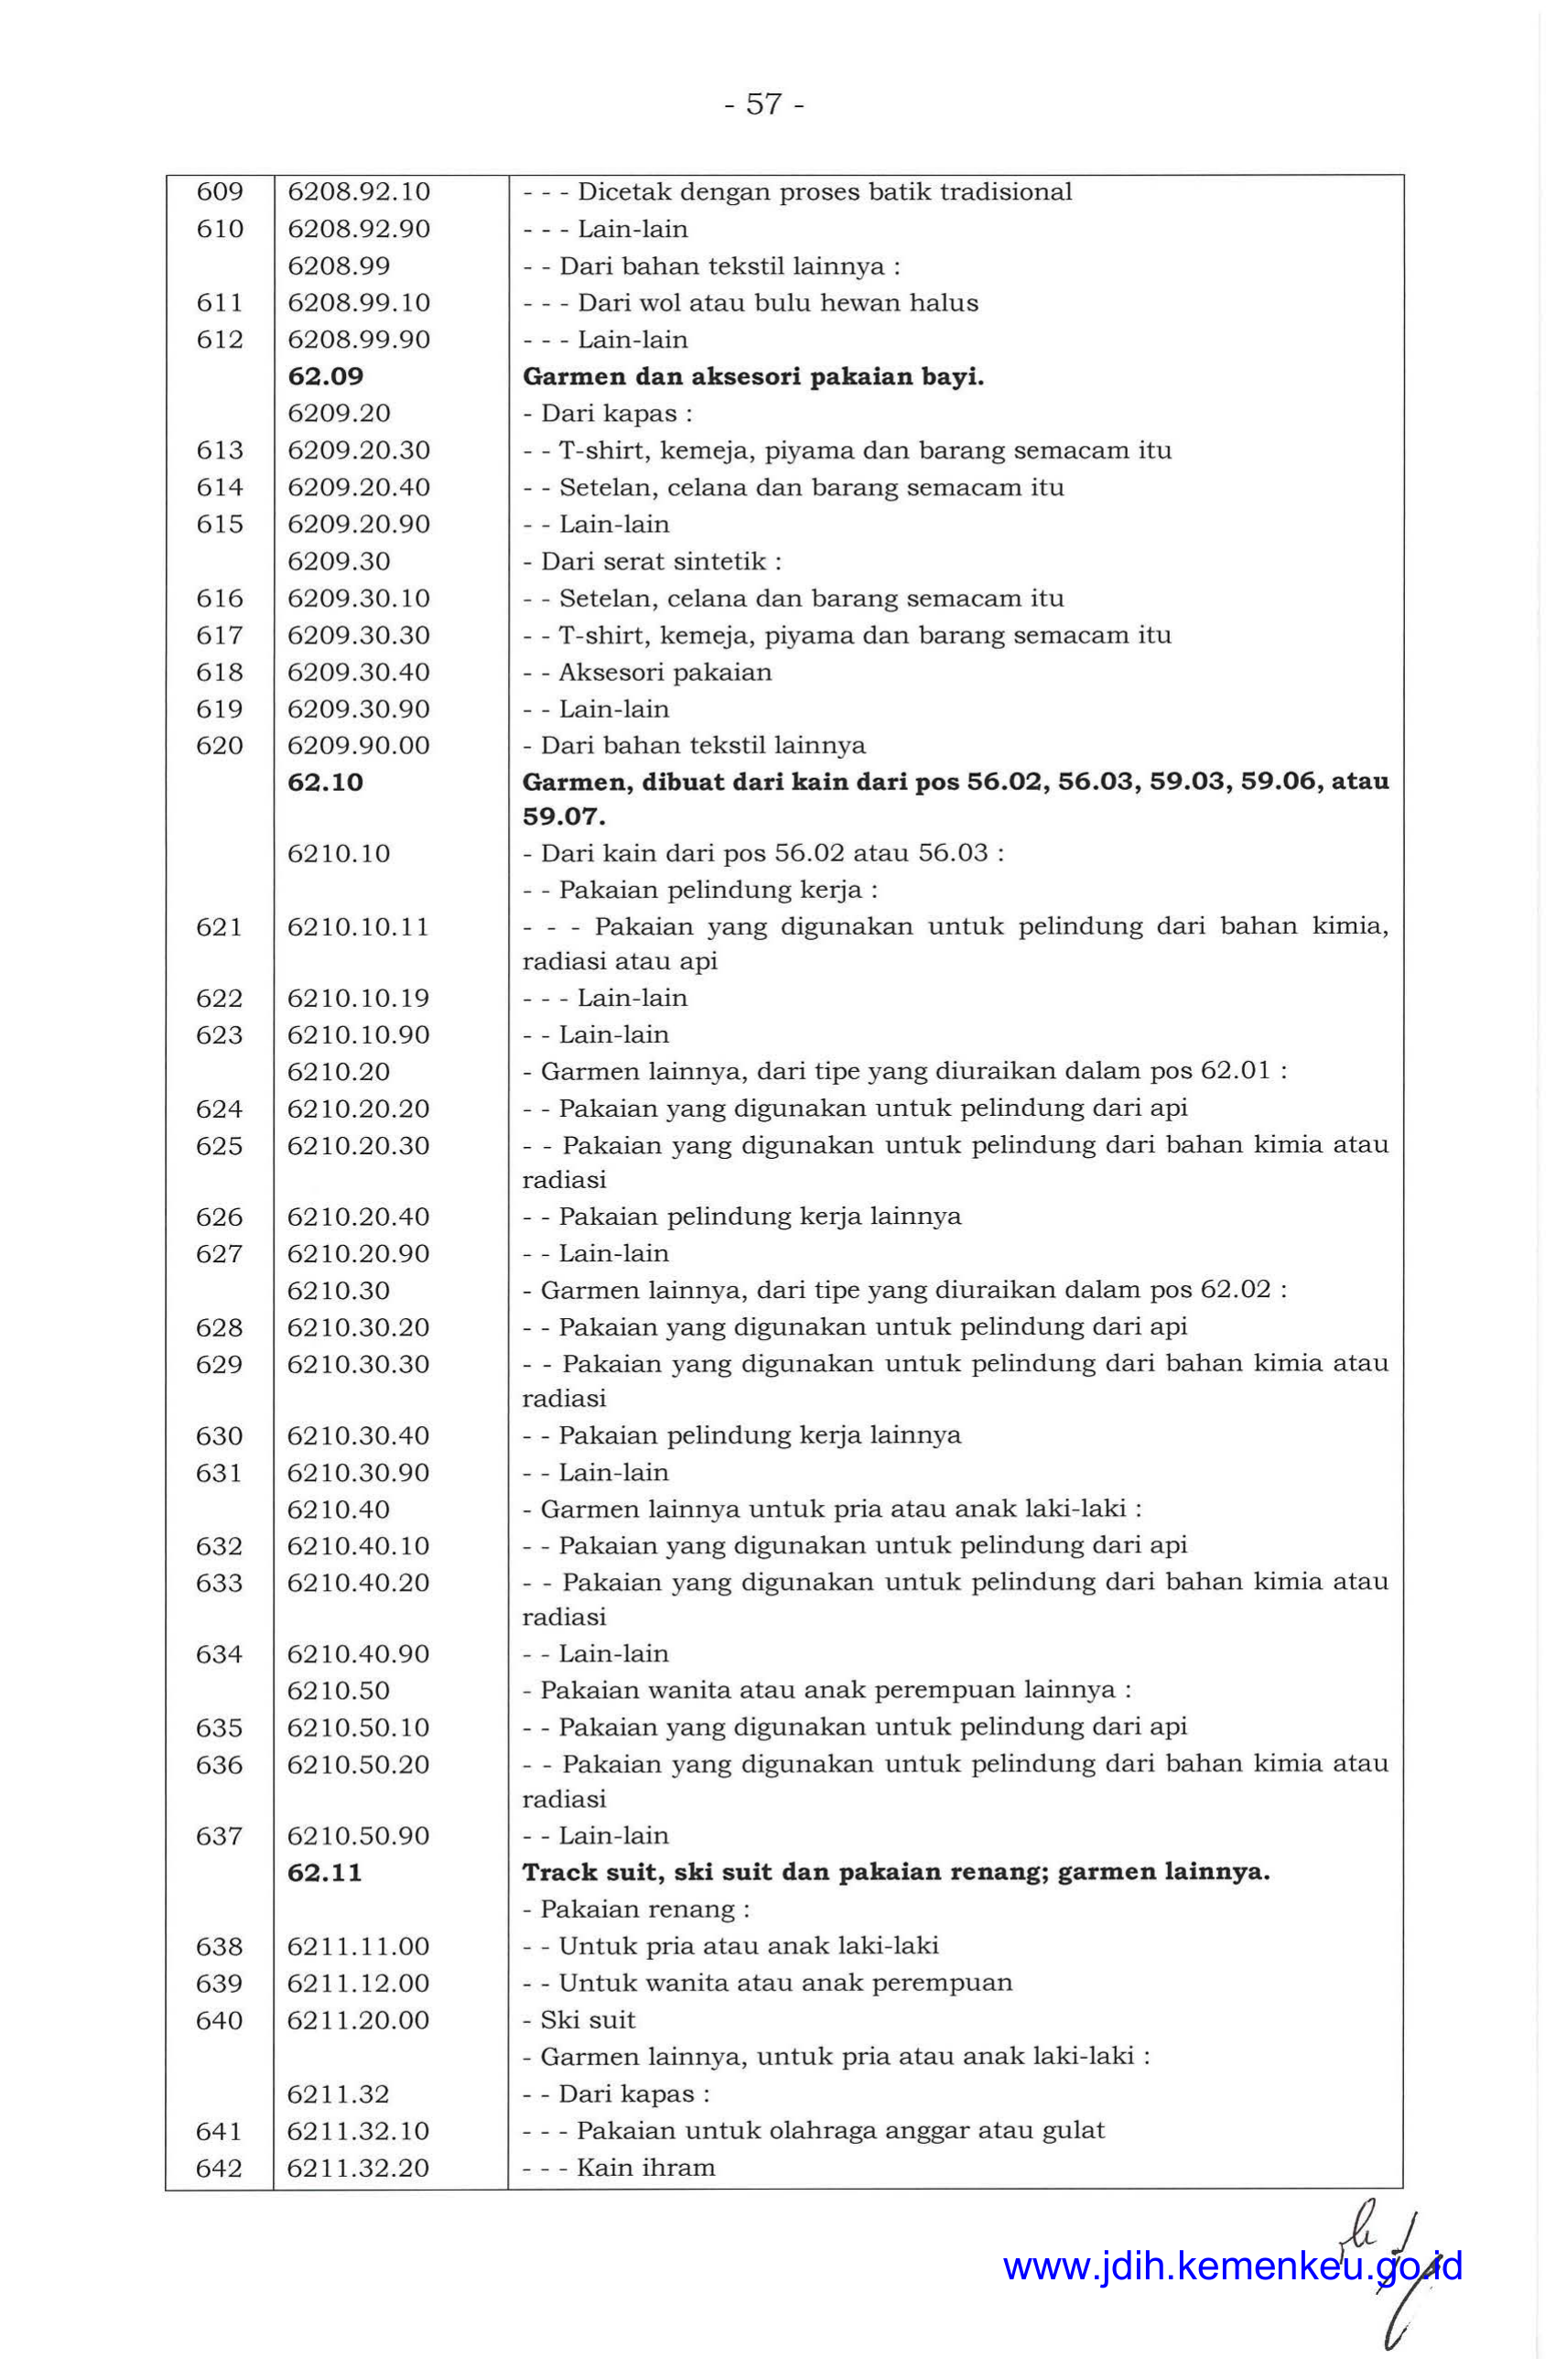 - 57 -
609 6208.92.10 - - - Dicetak dengan proses batik tradisional
610 6208.92.90 - - - Lain-lain
6208.99 - - Dari bahan tekstil lainnya :
611 6208.99.10 - - - Dari wol atau bulu hewan halus
612 6208.99.90 - - - Lain-lain
62.09 Garmen dan aksesori pakaian bayi.
6209.20 - Dari kapas :
613 6209.20.30 - - T-shirt, kemeja, piyama dan barang semacam itu
614 6209.20.40 - - Setelan, celana dan barang semacam itu
615 6209.20.90 - - Lain-lain
6209.30 - Dari serat sintetik :
616 6209.30.10 - - Setelan, celana dan barang semacam itu
617 6209.30.30 - - T-shirt, kemeja, piyama dan barang semacam itu
618 6209.30.40 - - Aksesori pakaian
619 6209.30.90 - - Lain-lain
620 6209.90.00 - Dari bahan tekstil lainnya
62.10 Garmen, dibuat dari kain dari pos 56.02, 56.03, 59.03, 59.06, atau
59.07.
6210.10 - Dari kain dari pos 56.02 atau 56.03 :
- - Pakaian pelindung kerja :
621 6210.10.11 - - - Pakaian yang digunakan untuk pelindung dari bahan kimia,
radiasi atau api
622 6210.10.19 - - - Lain-lain
623 6210.10.90 - - Lain-lain
6210.20 - Garmen lainnya, dari tipe yang diuraikan dalam pos 62.01 :
624 6210.20.20 - - Pakaian yang digunakan untuk pelindung dari api
625 6210.20.30 - - Pakaian yang digunakan untuk pelindung dari bahan kimia atau
radiasi
626 6210.20.40 - - Pakaian pelindung kerja lainnya
627 6210.20.90 - - Lain-lain
6210.30 - Garmen lainnya, dari tipe yang diuraikan dalam pos 62.02 :
628 6210.30.20 - - Pakaian yang digunakan untuk pelindung dari api
629 6210.30.30 - - Pakaian yang digunakan untuk pelindung dari bahan kimia atau
radiasi
630 6210.30.40 - - Pakaian pelindung kerja lainnya
631 6210.30.90 - - Lain-lain
6210.40 - Garmen lainnya untuk pria atau anak laki-laki :
632 6210.40.10 - - Pakaian yang digunakan untuk pelindung dari api
633 6210.40.20 - - Pakaian yang digunakan untuk pelindung dari bahan kimia atau
radiasi
634 6210.40.90 - - Lain-lain
6210.50 - Pakaian wanita atau anak perempuan lainnya :
635 6210.50.10 - - Pakaian yang digunakan untuk pelindung dari api
636 6210.50.20 - - Pakaian yang digunakan untuk pelindung dari bahan kimia atau
radiasi
637 6210.50.90 - - Lain-lain
62.11 Track suit, ski suit dan pakaian renang; garmen lainnya.
- Pakaian renang :
638 6211.11.00 - - Untuk pria atau anak laki-laki
639 6211.12.00 - - Untuk wanita atau anak perempuan
640 6211.20.00 - Ski suit
- Garmen lainnya, untuk pria atau anak laki-laki :
6211.32 - - Dari kapas :
641 6211.32.10 - - - Pakaian untuk olahraga anggar atau gulat
642 6211.32.20 - - - Kain ihram
www.jdih.kemenkeu.go.id